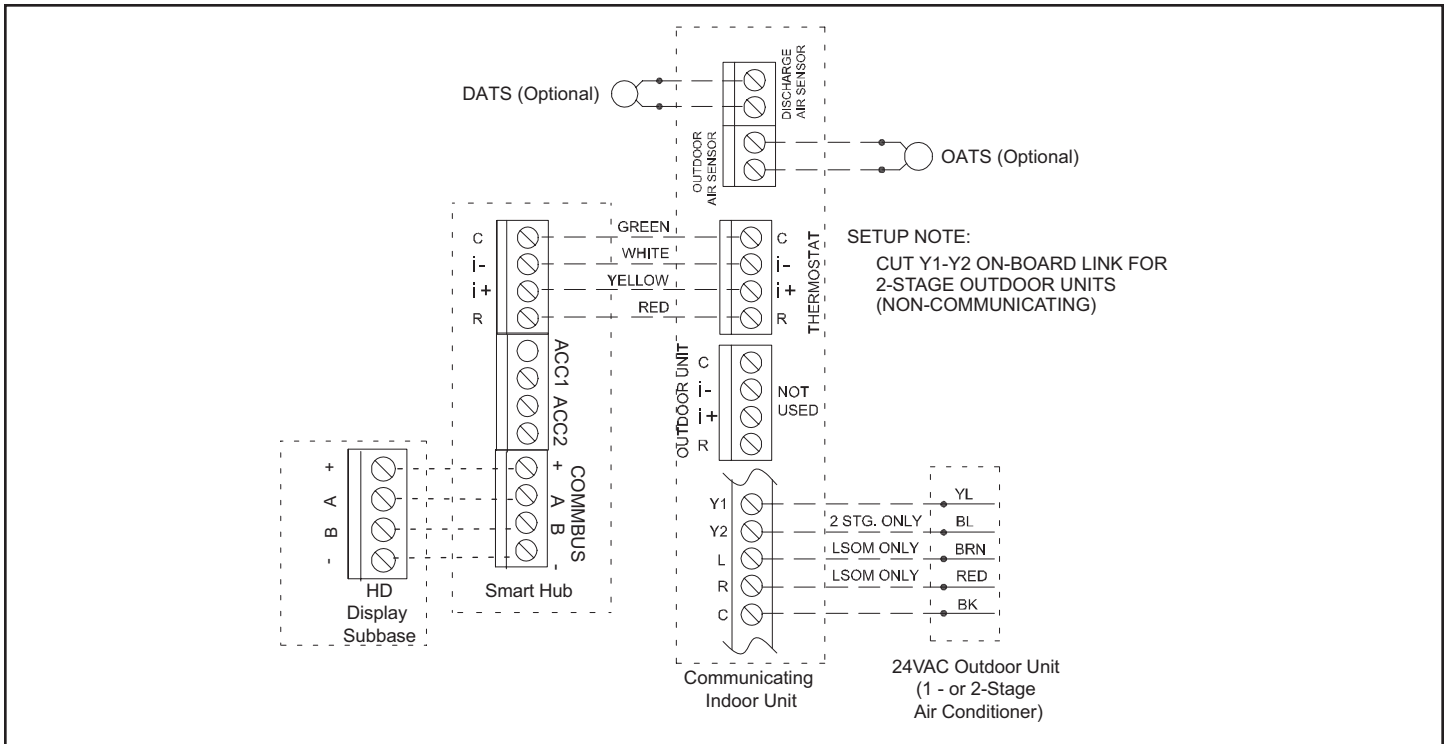 DATS (Optional)
DISCHARGE
AIR SENSOR
OUTDOOR
AIR SENSOR
OATS (Optional)
C
i-
i+
R
GREEN
WHITE
YELLOW
RED
C
i-
i+
R
THERMOSTAT
SETUP NOTE:
CUT Y1-Y2 ON-BOARD LINK FOR
2-STAGE OUTDOOR UNITS
(NON-COMMUNICATING)
ACC1
ACC2
OUTDOOR UNIT
C
i-
i+
R
NOT
USED
+
A
B
-
HD
Display
Subbase
+
A
B
-
COMMBUS
Smart Hub
Y1
Y2
L
R
C
2 STG. ONLY
LSOM ONLY
LSOM ONLY
YL
BL
BRN
RED
BK
Communicating
Indoor Unit
24VAC Outdoor Unit
(1 - or 2-Stage
Air Conditioner)